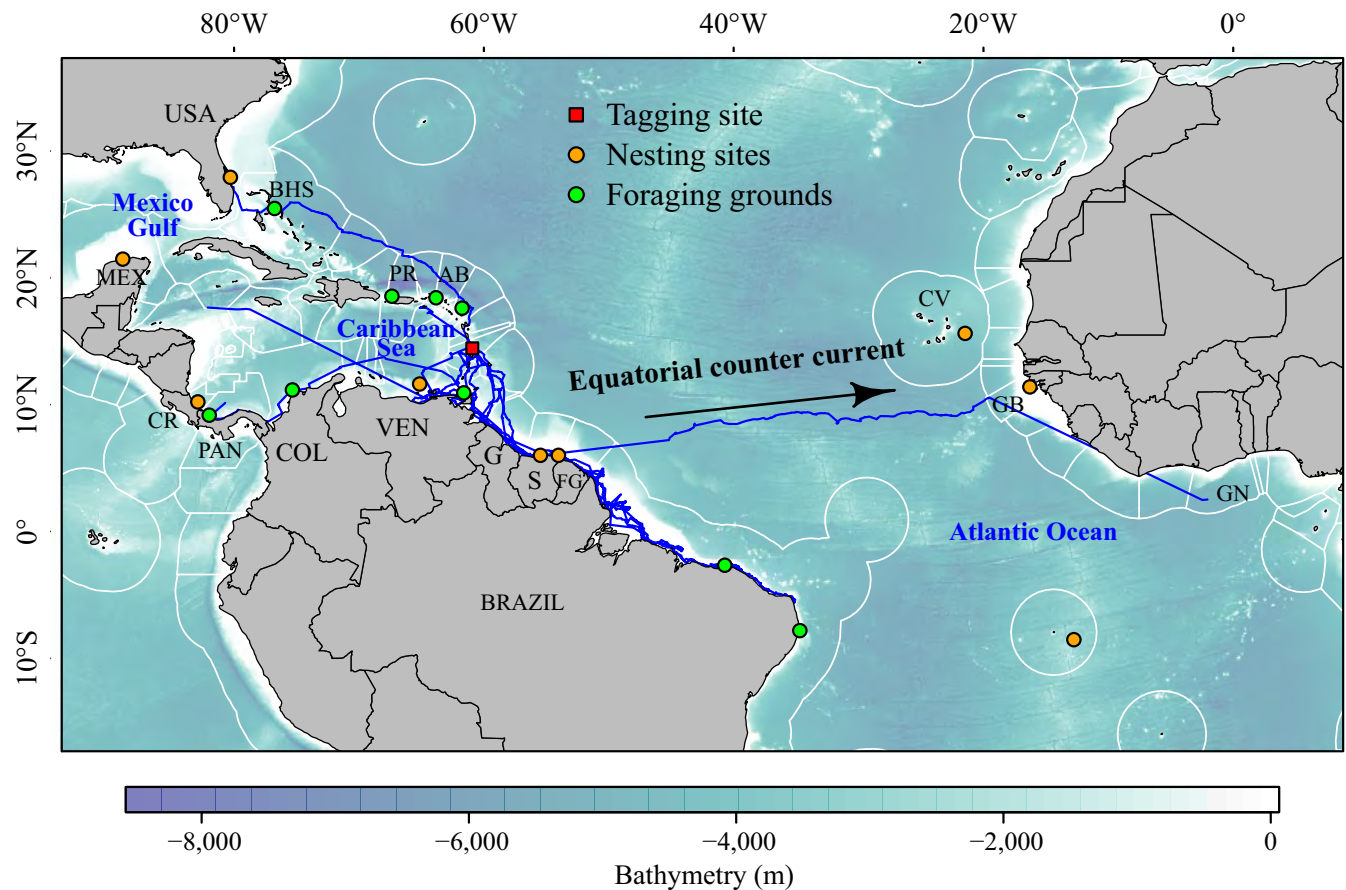 80°W 60°W 40°W 20°W 0°
30°N
20°N
10°N
0°
10°S
USA
Tagging site
Nesting sites
Foraging grounds
BHS
Mexico
Gulf
MEX
PR
AB
CV
Caribbean
Sea
Equatorial counter current
CR
PAN
COL
VEN
G
S
FG
GB
GN
Atlantic Ocean
BRAZIL
−8,000 −6,000 −4,000 −2,000 0
Bathymetry (m)